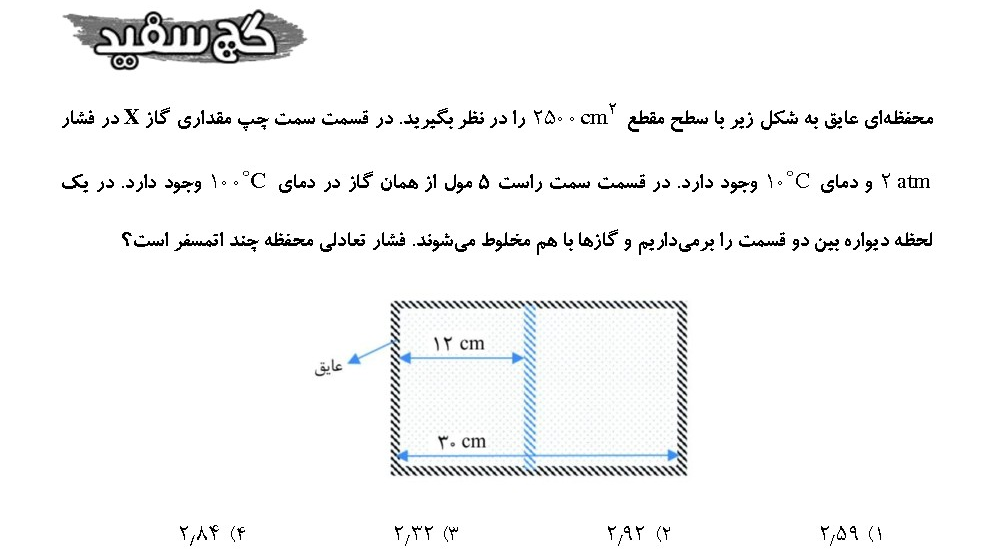 گچ سفید
محفظه‌ای عایق به شکل زیر با سطح مقطع ۲۵۰۰ cm² را در نظر بگیرید. در قسمت سمت چپ مقداری گاز X در فشار
۲ atm و دمای ۱۰°C وجود دارد. در قسمت سمت راست ۵ مول از همان گاز در دمای ۱۰۰°C وجود دارد. در یک
لحظه دیواره بین دو قسمت را برمی‌داریم و گازها با هم مخلوط می‌شوند. فشار تعادلی محفظه چند اتمسفر است؟
۱۲ cm
عایق
۳۰ cm
۱) ۲٫۵۹ ۲) ۲٫۹۲ ۳) ۲٫۳۲ ۴) ۲٫۸۴